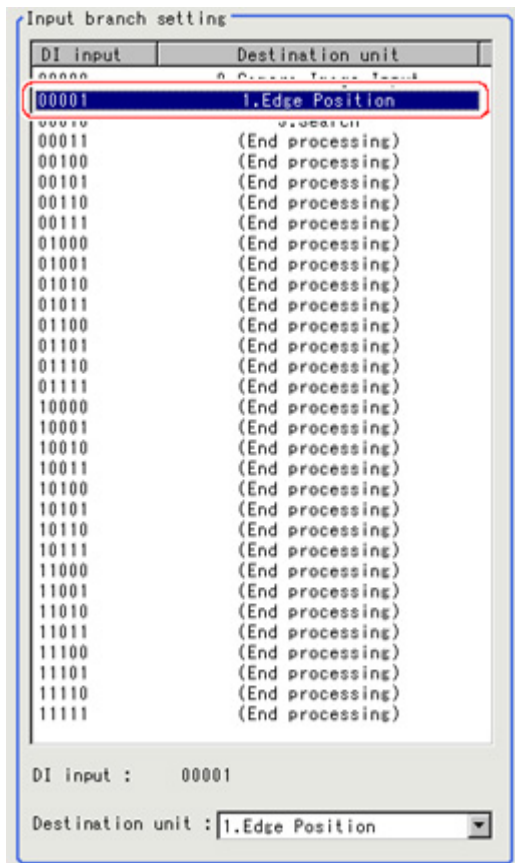 Input branch setting
DI input Destination unit
00001 1.Edge Position
00011 (End processing)
00100 (End processing)
00101 (End processing)
00110 (End processing)
00111 (End processing)
01000 (End processing)
01001 (End processing)
01010 (End processing)
01011 (End processing)
01100 (End processing)
01101 (End processing)
01110 (End processing)
01111 (End processing)
10000 (End processing)
10001 (End processing)
10010 (End processing)
10011 (End processing)
10100 (End processing)
10101 (End processing)
10110 (End processing)
10111 (End processing)
11000 (End processing)
11001 (End processing)
11010 (End processing)
11011 (End processing)
11100 (End processing)
11101 (End processing)
11110 (End processing)
11111 (End processing)
DI input : 00001
Destination unit : 1.Edge Position